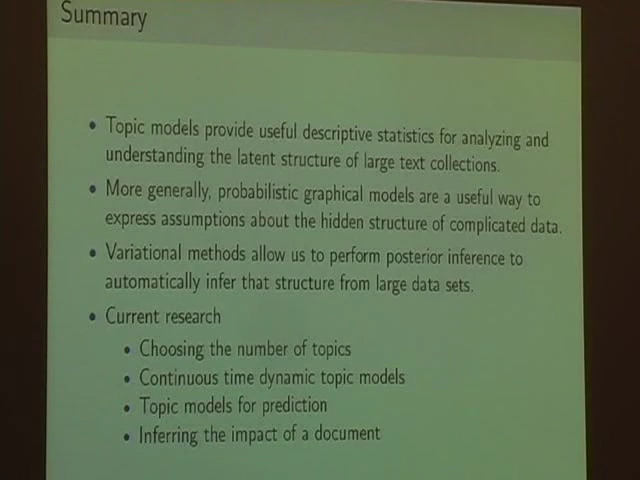 Summary
• Topic models provide useful descriptive statistics for analyzing and
understanding the latent structure of large text collections.
• More generally, probabilistic graphical models are a useful way to
express assumptions about the hidden structure of complicated data.
• Variational methods allow us to perform posterior inference to
automatically infer that structure from large data sets.
• Current research
• Choosing the number of topics
• Continuous time dynamic topic models
• Topic models for prediction
• Inferring the impact of a document